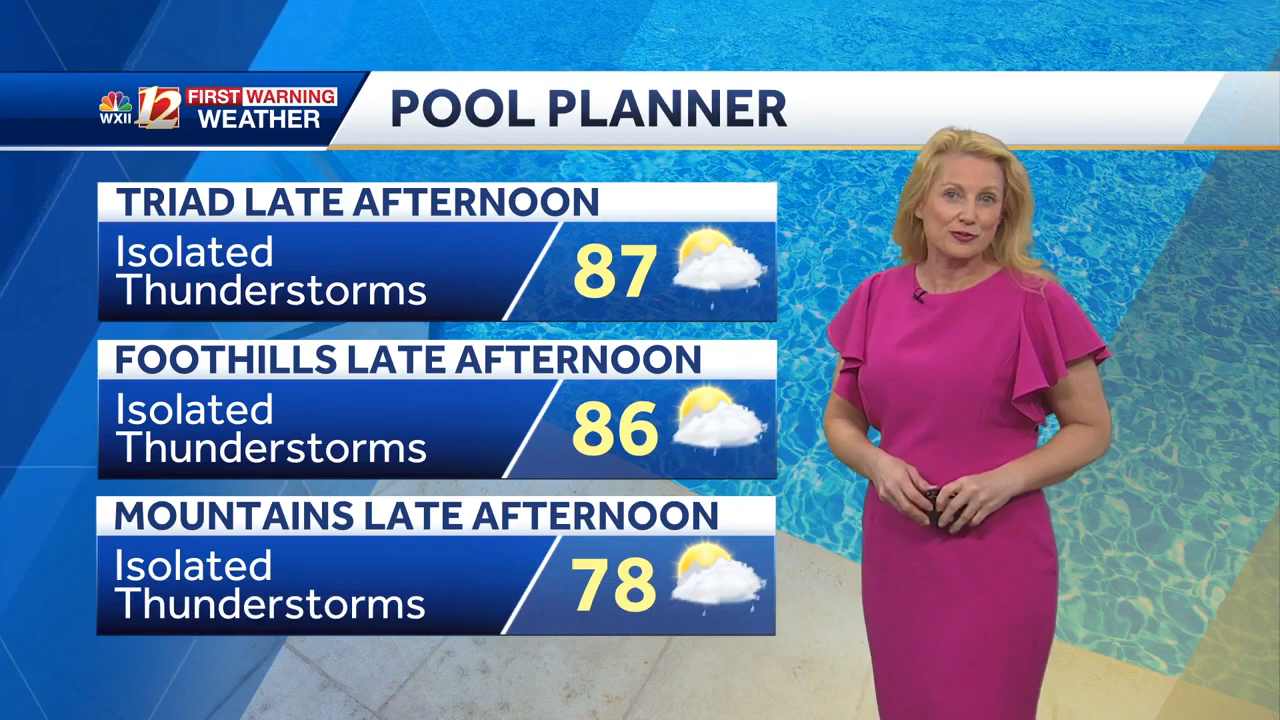 WXII 12 FIRST WARNING
WEATHER
POOL PLANNER
TRIAD LATE AFTERNOON
Isolated
Thunderstorms
87
FOOTHILLS LATE AFTERNOON
Isolated
Thunderstorms
86
MOUNTAINS LATE AFTERNOON
Isolated
Thunderstorms
78